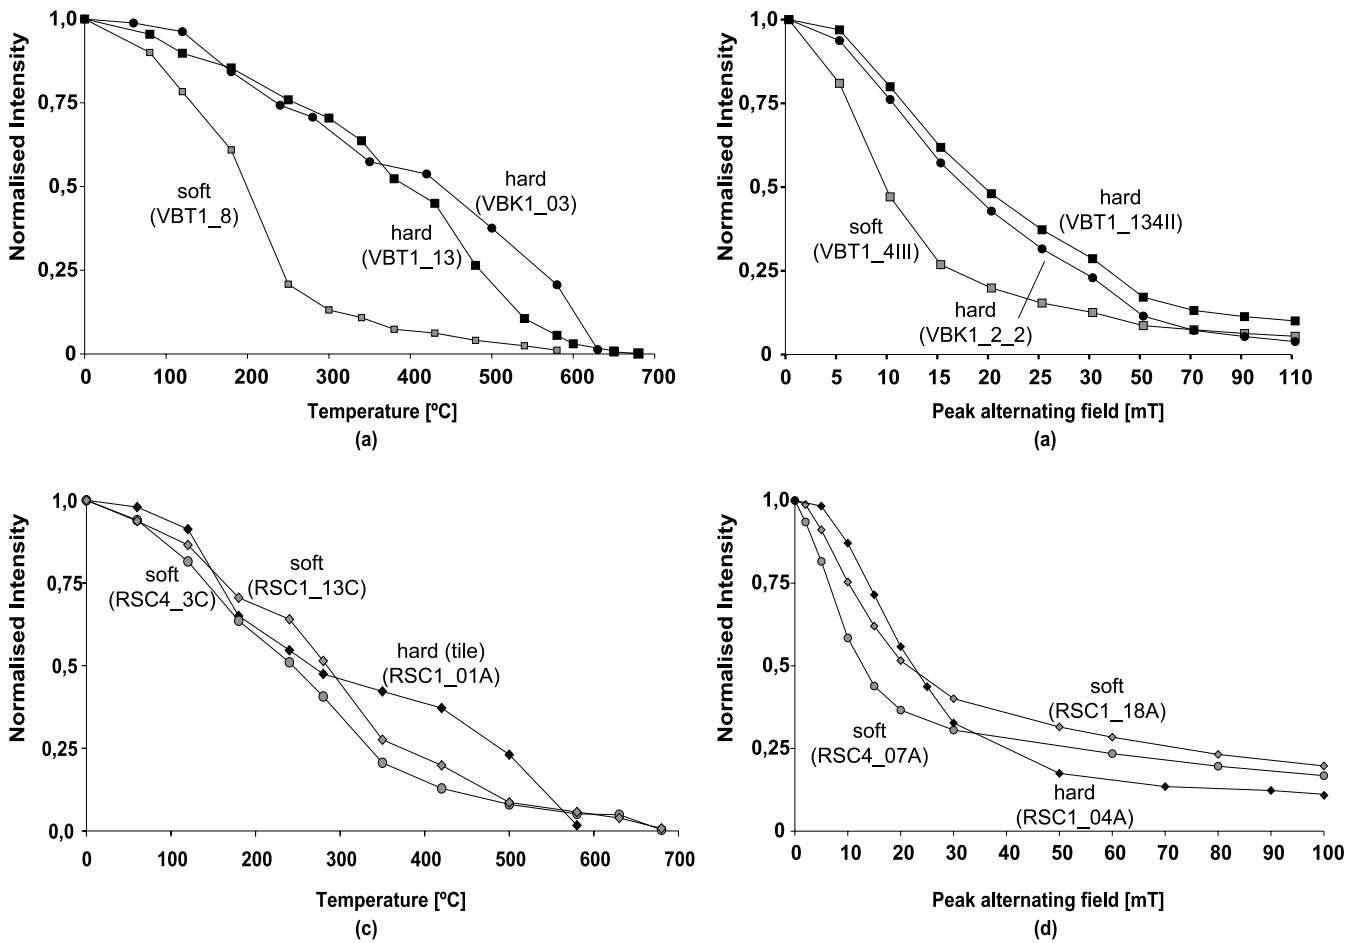 1,0
0,75
0,5
0,25
0
Normalised Intensity
soft
(VBT1_8)
hard
(VBK1_03)
hard
(VBT1_13)
0 100 200 300 400 500 600 700
Temperature [ºC]
(a)
1,0
0,75
0,5
0,25
0
Normalised Intensity
hard
(VBT1_134II)
soft
(VBT1_4III)
hard
(VBK1_2_2)
0 5 10 15 20 25 30 50 70 90 110
Peak alternating field [mT]
(a)
1,0
0,75
0,5
0,25
0,0
Normalised Intensity
soft
(RSC1_13C)
soft
(RSC4_3C)
hard (tile)
(RSC1_01A)
0 100 200 300 400 500 600 700
Temperature [ºC]
(c)
1,0
0,75
0,5
0,25
0
Normalised Intensity
soft
(RSC1_18A)
soft
(RSC4_07A)
hard
(RSC1_04A)
0 10 20 30 40 50 60 70 80 90 100
Peak alternating field [mT]
(d)